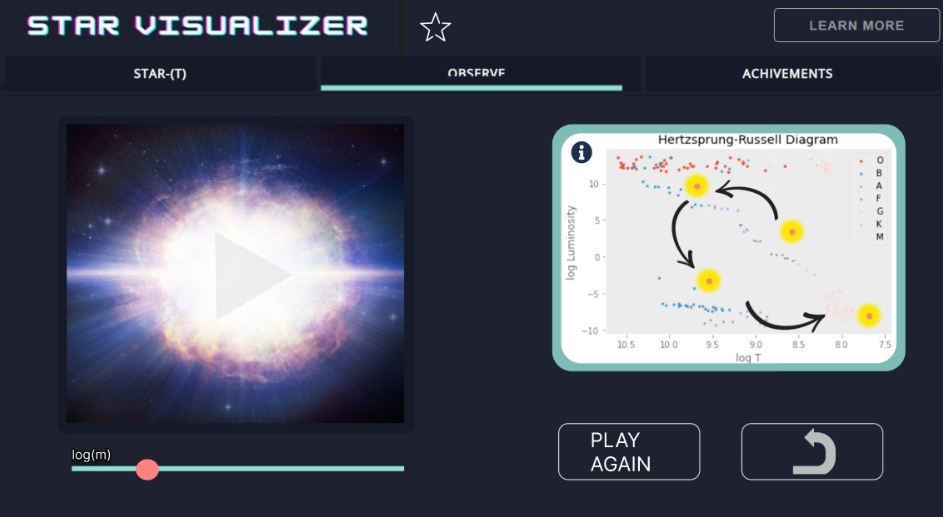 STAR VISUALIZER
LEARN MORE
STAR-(T)
OBSERVE
ACHIVEMENTS
Hertzsprung-Russell Diagram
i
log Luminosity
10
5
0
−5
−10
10.5 10.0 9.5 9.0 8.5 8.0 7.5
log T
O
B
A
F
G
K
M
log(m)
PLAY
AGAIN